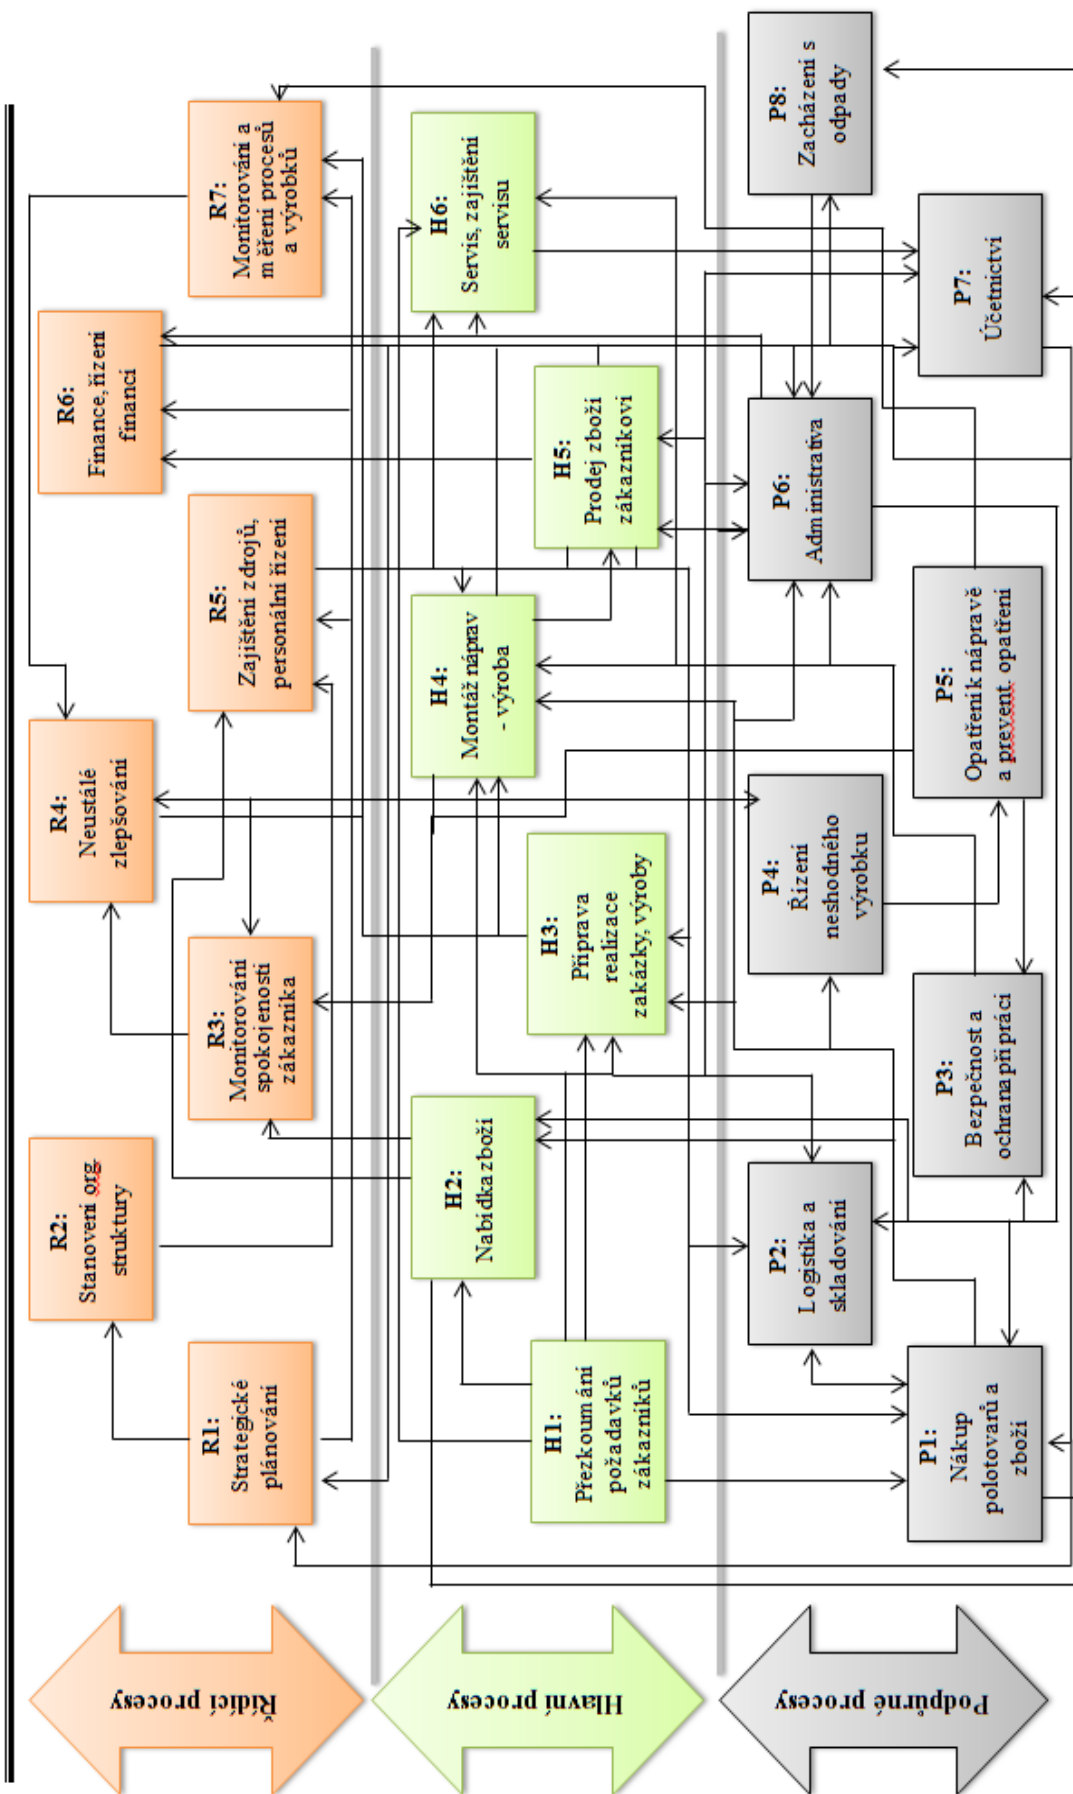 Řídící procesy
R1:
Strategické
plánování
R2:
Stanovení org.
struktury
R3:
Monitorování
spokojenosti
zákazníka
R4:
Neustálé
zlepšování
R5:
Zajištění zdrojů,
personální řízení
R6:
Finance, řízení
financí
R7:
Monitorování a
měření procesů
a výrobků
Hlavní procesy
H1:
Přezkoumání
požadavků
zákazníků
H2:
Nabídka zboží
H3:
Příprava
realizace
zakázky, výroby
H4:
Montáž náprav
- výroba
H5:
Prodej zboží
zákazníkovi
H6:
Servis, zajištění
servisu
Podpůrné procesy
P1:
Nákup
polotovarů a
zboží
P2:
Logistika a
skladování
P3:
Bezpečnost a
ochrana při práci
P4:
Řízení
neshodného
výrobku
P5:
Opatření k nápravě
a prevent. opatření
P6:
Administrativa
P7:
Účetnictví
P8:
Zacházení s
odpady